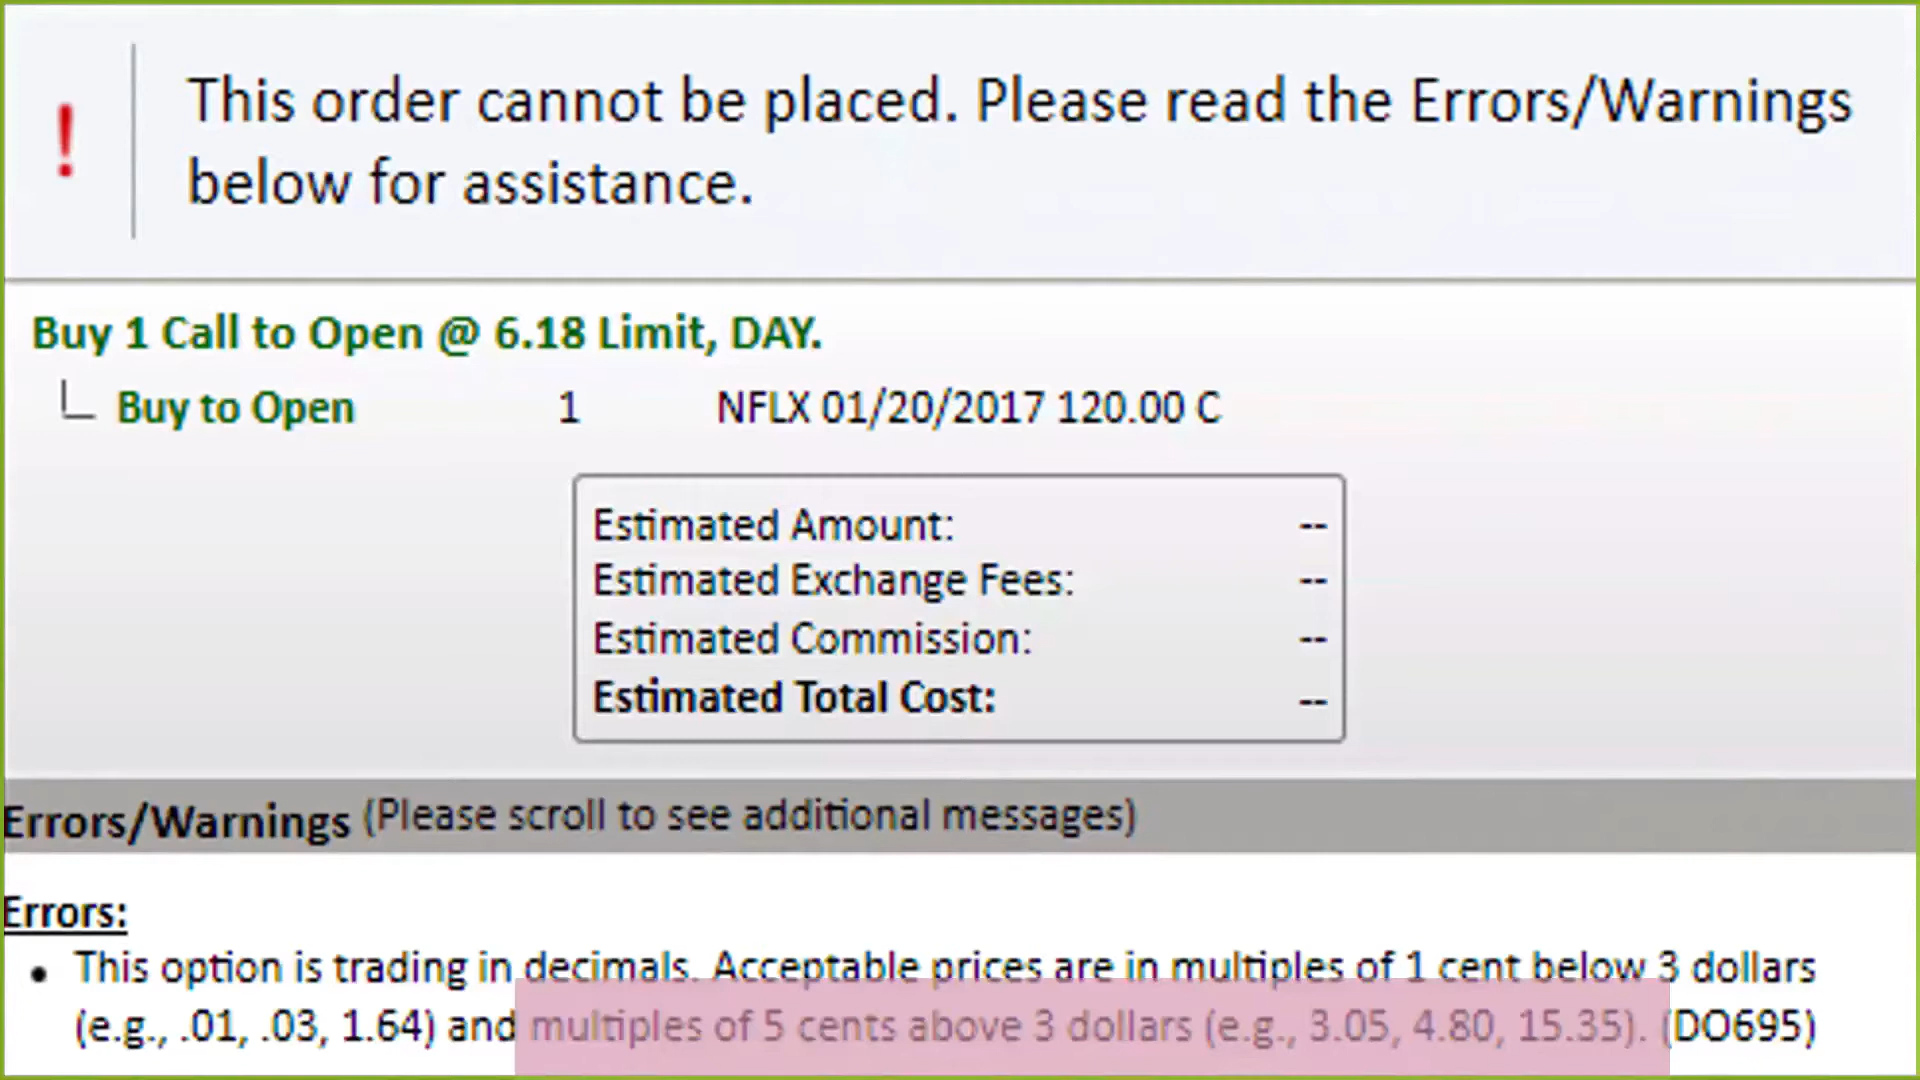 !
This order cannot be placed. Please read the Errors/Warnings
below for assistance.
Buy 1 Call to Open @ 6.18 Limit, DAY.
Buy to Open 1 NFLX 01/20/2017 120.00 C
Estimated Amount: --
Estimated Exchange Fees: --
Estimated Commission: --
Estimated Total Cost: --
Errors/Warnings (Please scroll to see additional messages)
Errors:
• This option is trading in decimals. Acceptable prices are in multiples of 1 cent below 3 dollars
(e.g., .01, .03, 1.64) and multiples of 5 cents above 3 dollars (e.g., 3.05, 4.80, 15.35). (DO695)